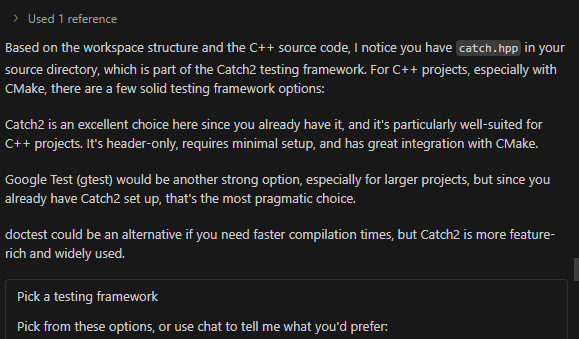 Used 1 reference
Based on the workspace structure and the C++ source code, I notice you have catch.hpp in your
source directory, which is part of the Catch2 testing framework. For C++ projects, especially with
CMake, there are a few solid testing framework options:
Catch2 is an excellent choice here since you already have it, and it's particularly well-suited for
C++ projects. It's header-only, requires minimal setup, and has great integration with CMake.
Google Test (gtest) would be another strong option, especially for larger projects, but since you
already have Catch2 set up, that's the most pragmatic choice.
doctest could be an alternative if you need faster compilation times, but Catch2 is more feature-
rich and widely used.
Pick a testing framework
Pick from these options, or use chat to tell me what you'd prefer: